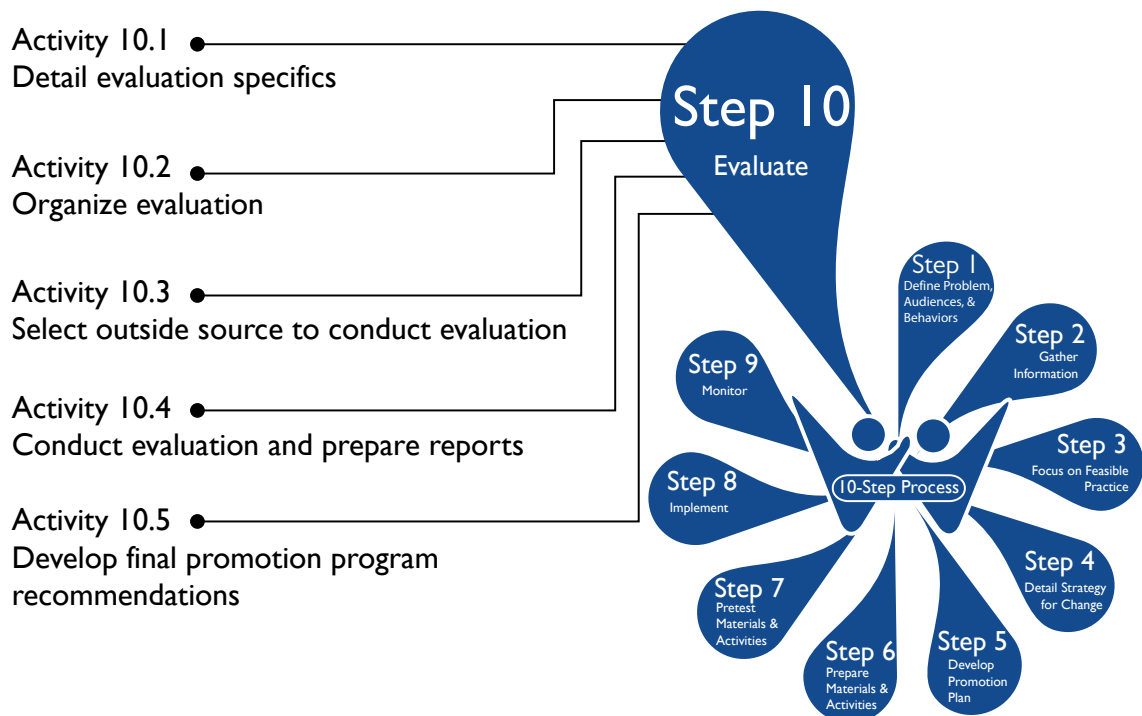 Activity 10.1
Detail evaluation specifics
Activity 10.2
Organize evaluation
Activity 10.3
Select outside source to conduct evaluation
Activity 10.4
Conduct evaluation and prepare reports
Activity 10.5
Develop final promotion program
recommendations
Step 10
Evaluate
Step 1
Define Problem,
Audiences, &
Behaviors
Step 2
Gather
Information
Step 3
Focus on Feasible
Practice
Step 4
Detail Strategy
for Change
Step 5
Develop
Promotion
Plan
Step 6
Prepare
Materials &
Activities
Step 7
Pretest
Materials &
Activities
Step 8
Implement
Step 9
Monitor
10-Step Process